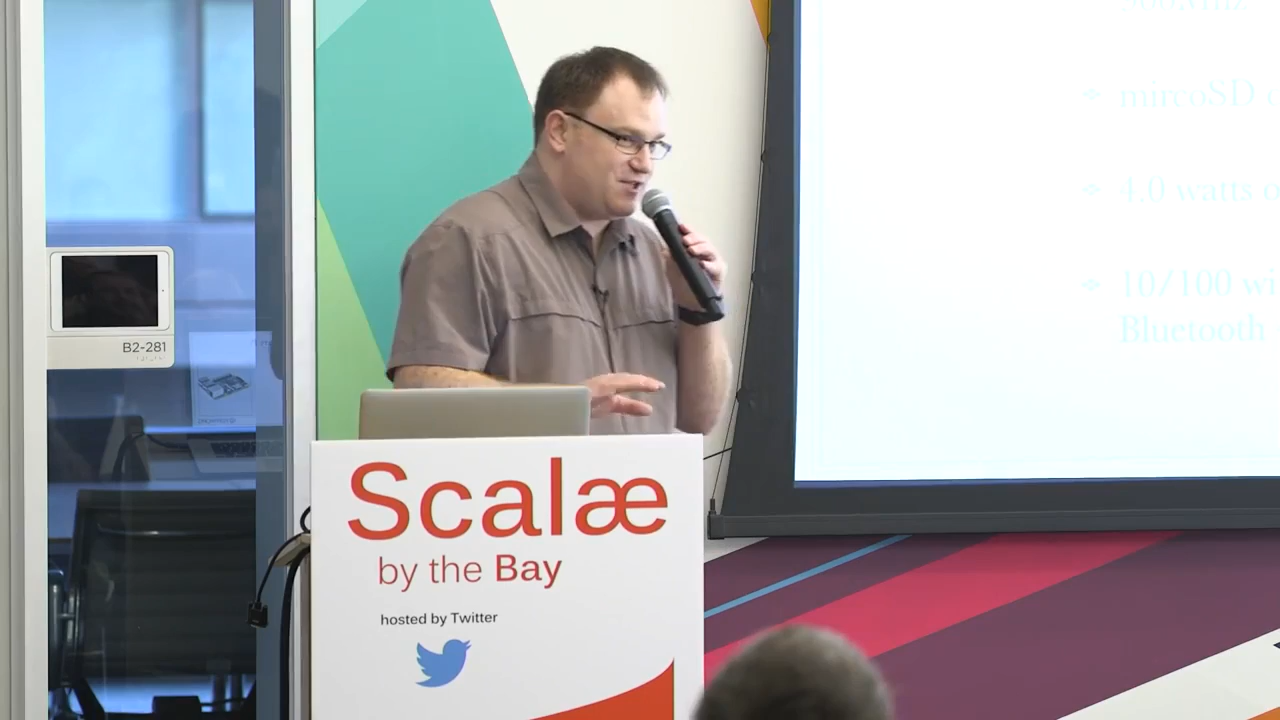 B2-281
Scalæ
by the Bay
hosted by Twitter
mircoSD
4.0 watts
10/100
Bluetooth